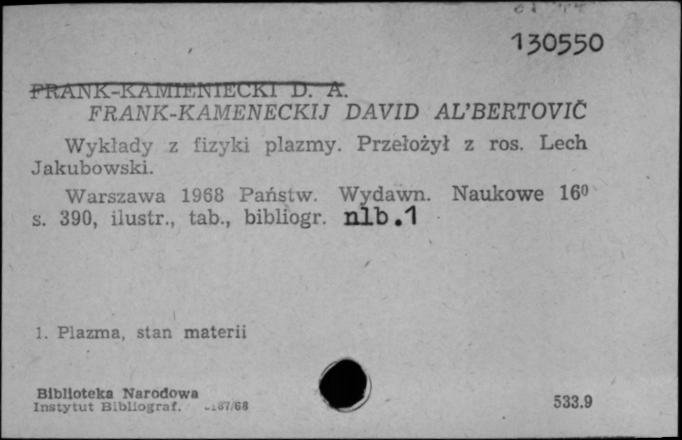 130550
FRANK-KAMIENIECKI D. A.
FRANK-KAMENECKIJ DAVID AL'BERTOVIČ
Wykłady z fizyki plazmy. Przełożył z ros. Lech
Jakubowski.
Warszawa 1968 Państw. Wydawn. Naukowe 16⁰
s. 390, ilustr., tab., bibliogr. nlb.1
1. Plazma, stan materii
Biblioteka Narodowa
Instytut Bibliograf.
533.9